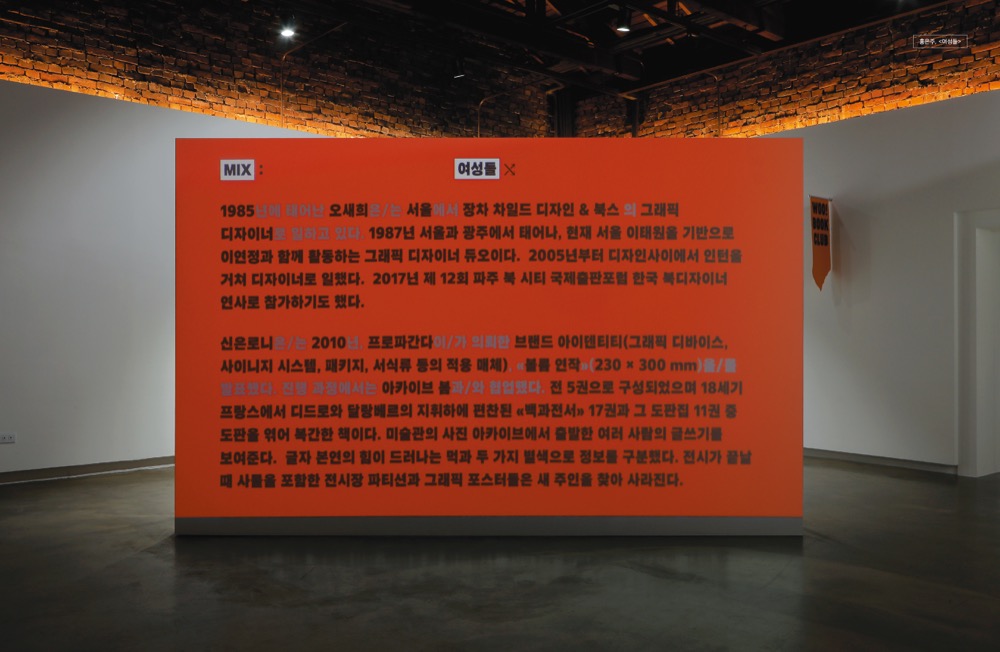 홍은주, <여성들>
MIX :
여성들
1985년에 태어난 오새희은/는 서울에서 장차 차일드 디자인 & 북스 의 그래픽
디자이너로 일하고 있다. 1987년 서울과 광주에서 태어나, 현재 서울 이태원을 기반으로
이연정과 함께 활동하는 그래픽 디자이너 듀오이다. 2005년부터 디자인사이에서 인턴을
거쳐 디자이너로 일했다. 2017년 제 12회 파주 북 시티 국제출판포럼 한국 북디자이너
연사로 참가하기도 했다.
신은로니은/는 2010년, 프로파간다이/가 의뢰한 브랜드 아이덴티티(그래픽 디바이스,
사이니지 시스템, 패키지, 서식류 등의 적용 매체), «볼륨 연작»(230 × 300 mm)을/를
발표했다. 진행 과정에서는 아카이브 봄과/와 협업했다. 전 5권으로 구성되었으며 18세기
프랑스에서 디드로와 달랑베르의 지휘하에 편찬된 «백과전서» 17권과 그 도판집 11권 중
도판을 엮어 복간한 책이다. 미술관의 사진 아카이브에서 출발한 여러 사람의 글쓰기를
보여준다. 글자 본연의 힘이 드러나는 먹과 두 가지 별색으로 정보를 구분했다. 전시가 끝날
때 사물을 포함한 전시장 파티션과 그래픽 포스터들은 새 주인을 찾아 사라진다.
WOO!
BOOK
CLUB